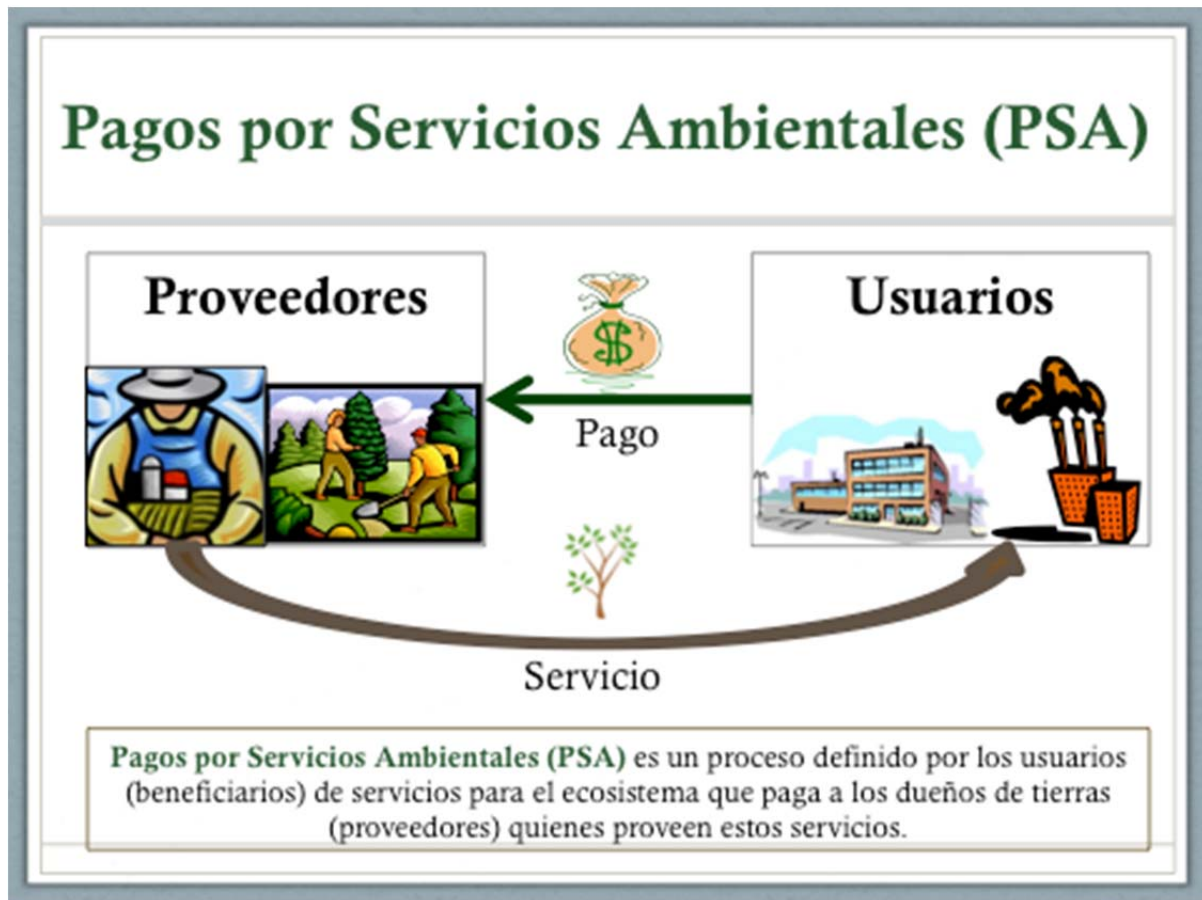 Pagos por Servicios Ambientales (PSA)
Proveedores
Usuarios
$
Pago
Servicio
Pagos por Servicios Ambientales (PSA) es un proceso definido por los usuarios
(beneficiarios) de servicios para el ecosistema que paga a los dueños de tierras
(proveedores) quienes proveen estos servicios.